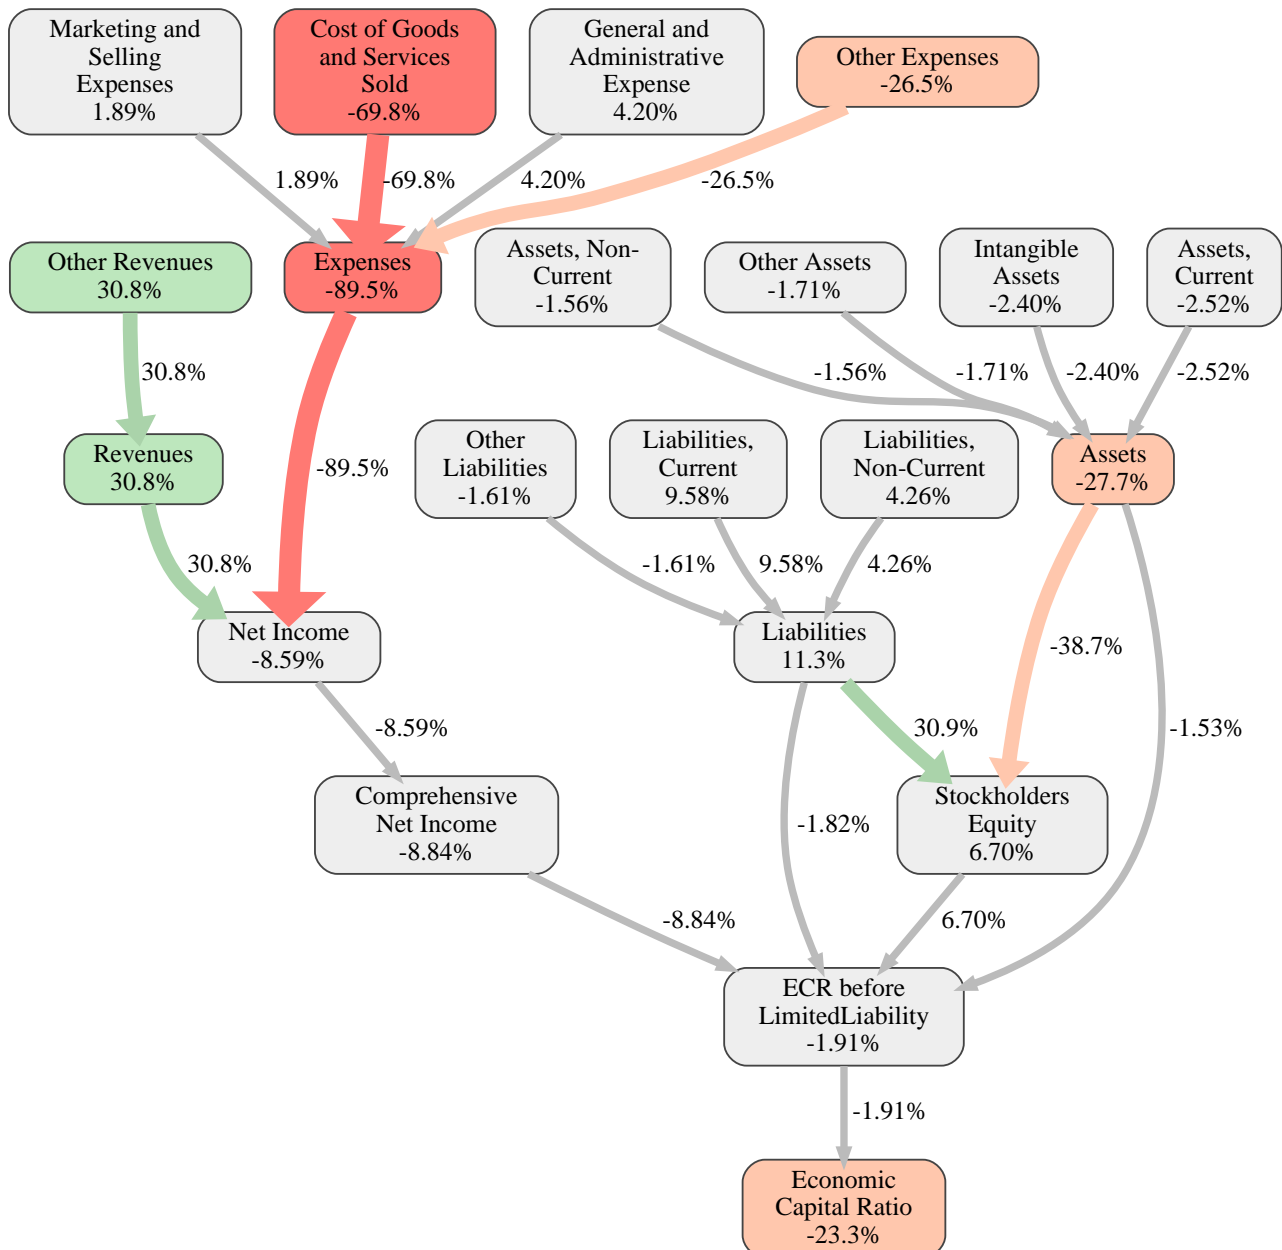 Marketing and
Selling
Expenses
1.89%
Cost of Goods
and Services
Sold
-69.8%
General and
Administrative
Expense
4.20%
Other Expenses
-26.5%
1.89%
-69.8%
4.20%
-26.5%
Other Revenues
30.8%
Expenses
-89.5%
Assets, Non-
Current
-1.56%
Other Assets
-1.71%
Intangible
Assets
-2.40%
Assets,
Current
-2.52%
30.8%
-89.5%
-1.56%
-1.71%
-2.40%
-2.52%
Revenues
30.8%
Other
Liabilities
-1.61%
Liabilities,
Current
9.58%
Liabilities,
Non-Current
4.26%
Assets
-27.7%
30.8%
-1.61%
9.58%
4.26%
-38.7%
-1.53%
Net Income
-8.59%
Liabilities
11.3%
-8.59%
30.9%
-1.82%
Comprehensive
Net Income
-8.84%
Stockholders
Equity
6.70%
-8.84%
6.70%
ECR before
LimitedLiability
-1.91%
-1.91%
Economic
Capital Ratio
-23.3%